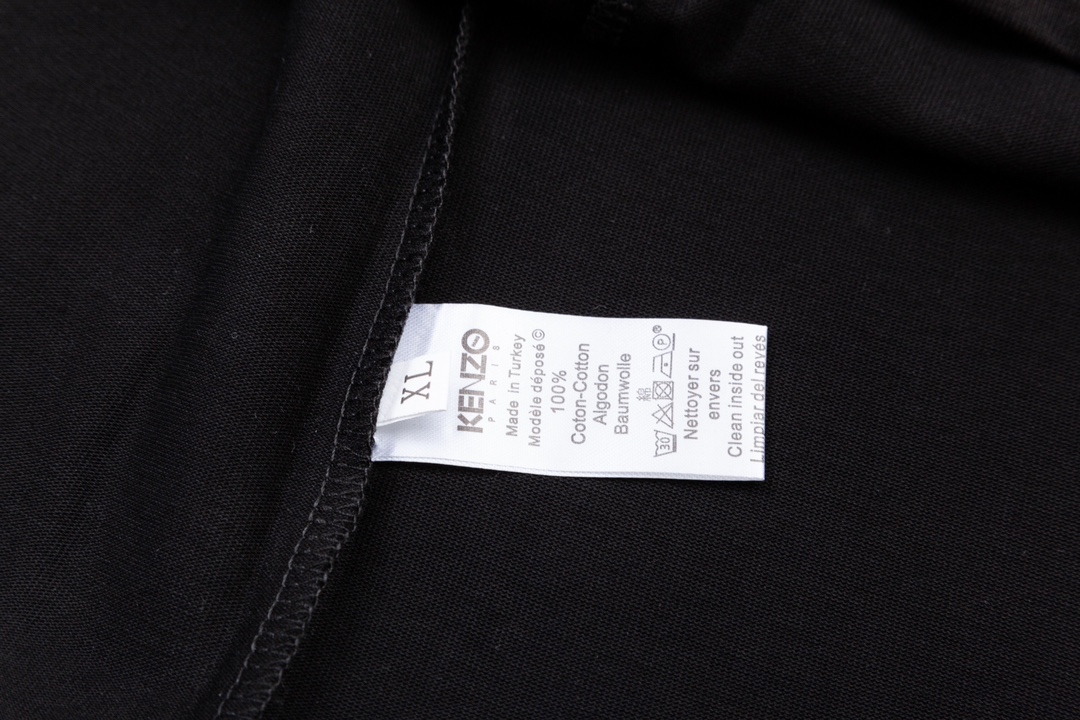 XL
KENZO
PARIS
Made In Turkey
Modèle déposé©
100%
Coton-Cotton
Algodon
Baumwolle
綿
30 P®
Nettoyer sur
envers
Clean inside out
Limpiar del revés